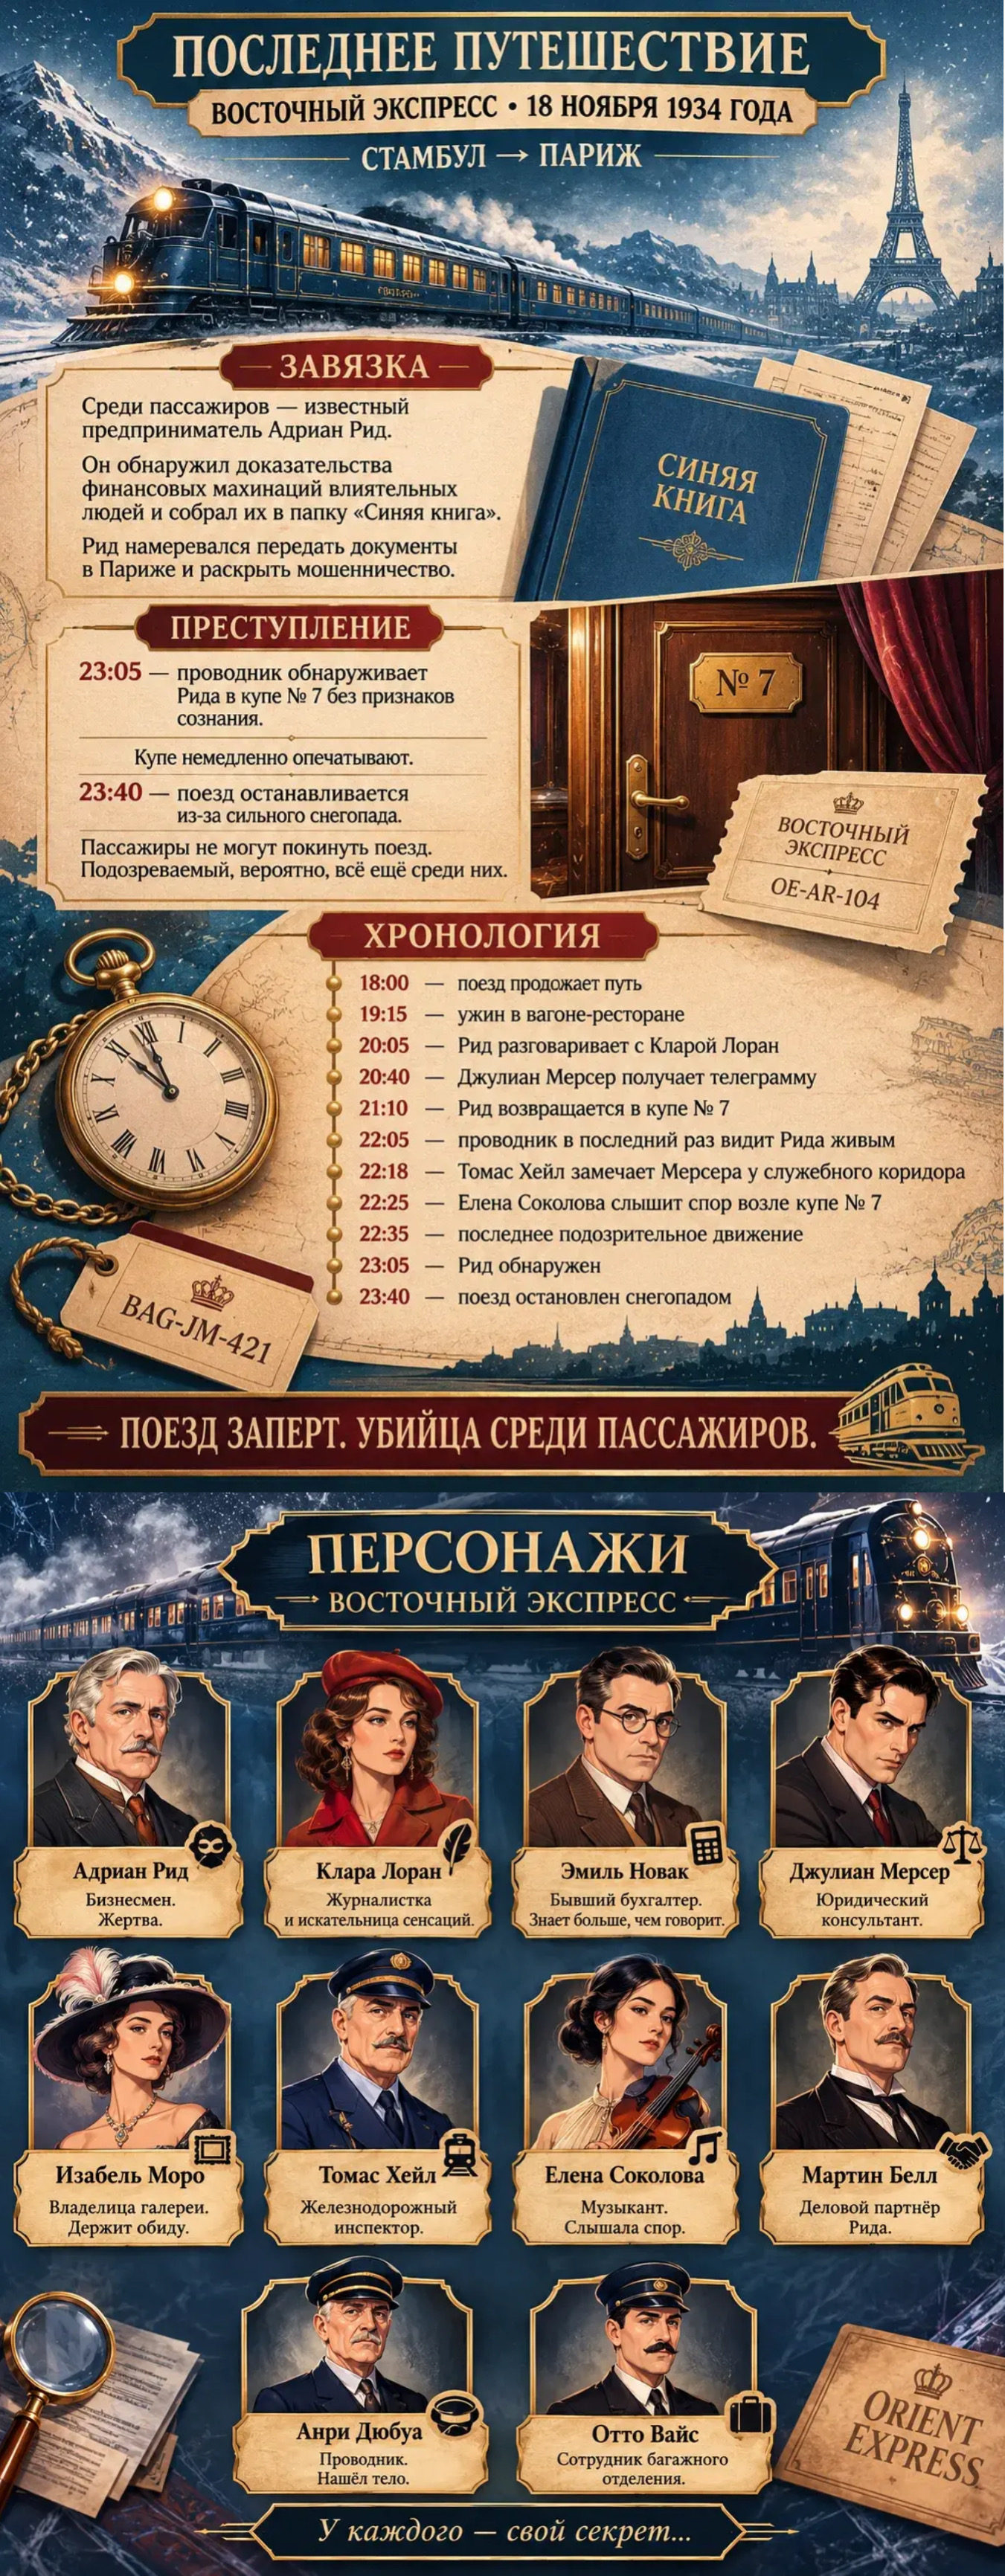 ПОСЛЕДНЕЕ ПУТЕШЕСТВИЕ
ВОСТОЧНЫЙ ЭКСПРЕСС • 18 НОЯБРЯ 1934 ГОДА
СТАМБУЛ → ПАРИЖ
ЗАВЯЗКА
Среди пассажиров — известный
предприниматель Адриан Рид.
Он обнаружил доказательства
финансовых махинаций влиятельных
людей и собрал их в папку «Синяя книга».
Рид намеревался передать документы
в Париже и раскрыть мошенничество.
СИНЯЯ
КНИГА
ПРЕСТУПЛЕНИЕ
23:05 — проводник обнаруживает
Рида в купе № 7 без признаков
сознания.
Купе немедленно опечатывают.
23:40 — поезд останавливается
из-за сильного снегопада.
Пассажиры не могут покинуть поезд.
Подозреваемый, вероятно, всё ещё среди них.
№ 7
ВОСТОЧНЫЙ
ЭКСПРЕСС
OE-AR-104
ХРОНОЛОГИЯ
18:00 — поезд продожает путь
19:15 — ужин в вагоне-ресторане
20:05 — Рид разговаривает с Кларой Лоран
20:40 — Джулиан Мерсер получает телеграмму
21:10 — Рид возвращается в купе № 7
22:05 — проводник в последний раз видит Рида живым
22:18 — Томас Хейл замечает Мерсера у служебного коридора
22:25 — Елена Соколова слышит спор возле купе № 7
22:35 — последнее подозрительное движение
23:05 — Рид обнаружен
23:40 — поезд остановлен снегопадом
BAG-JM-421
ПОЕЗД ЗАПЕРТ. УБИЙЦА СРЕДИ ПАССАЖИРОВ.
ПЕРСОНАЖИ
ВОСТОЧНЫЙ ЭКСПРЕСС
Адриан Рид
Бизнесмен.
Жертва.
Клара Лоран
Журналистка
и искательница сенсаций.
Эмиль Новак
Бывший бухгалтер.
Знает больше, чем говорит.
Джулиан Мерсер
Юридический
консультант.
Изабель Моро
Владелица галереи.
Держит обиду.
Томас Хейл
Железнодорожный
инспектор.
Елена Соколова
Музыкант.
Слышала спор.
Мартин Белл
Деловой партнёр
Рида.
Анри Дюбуа
Проводник.
Нашёл тело.
Отто Вайс
Сотрудник багажного
отделения.
ORIENT
EXPRESS
У каждого — свой секрет...